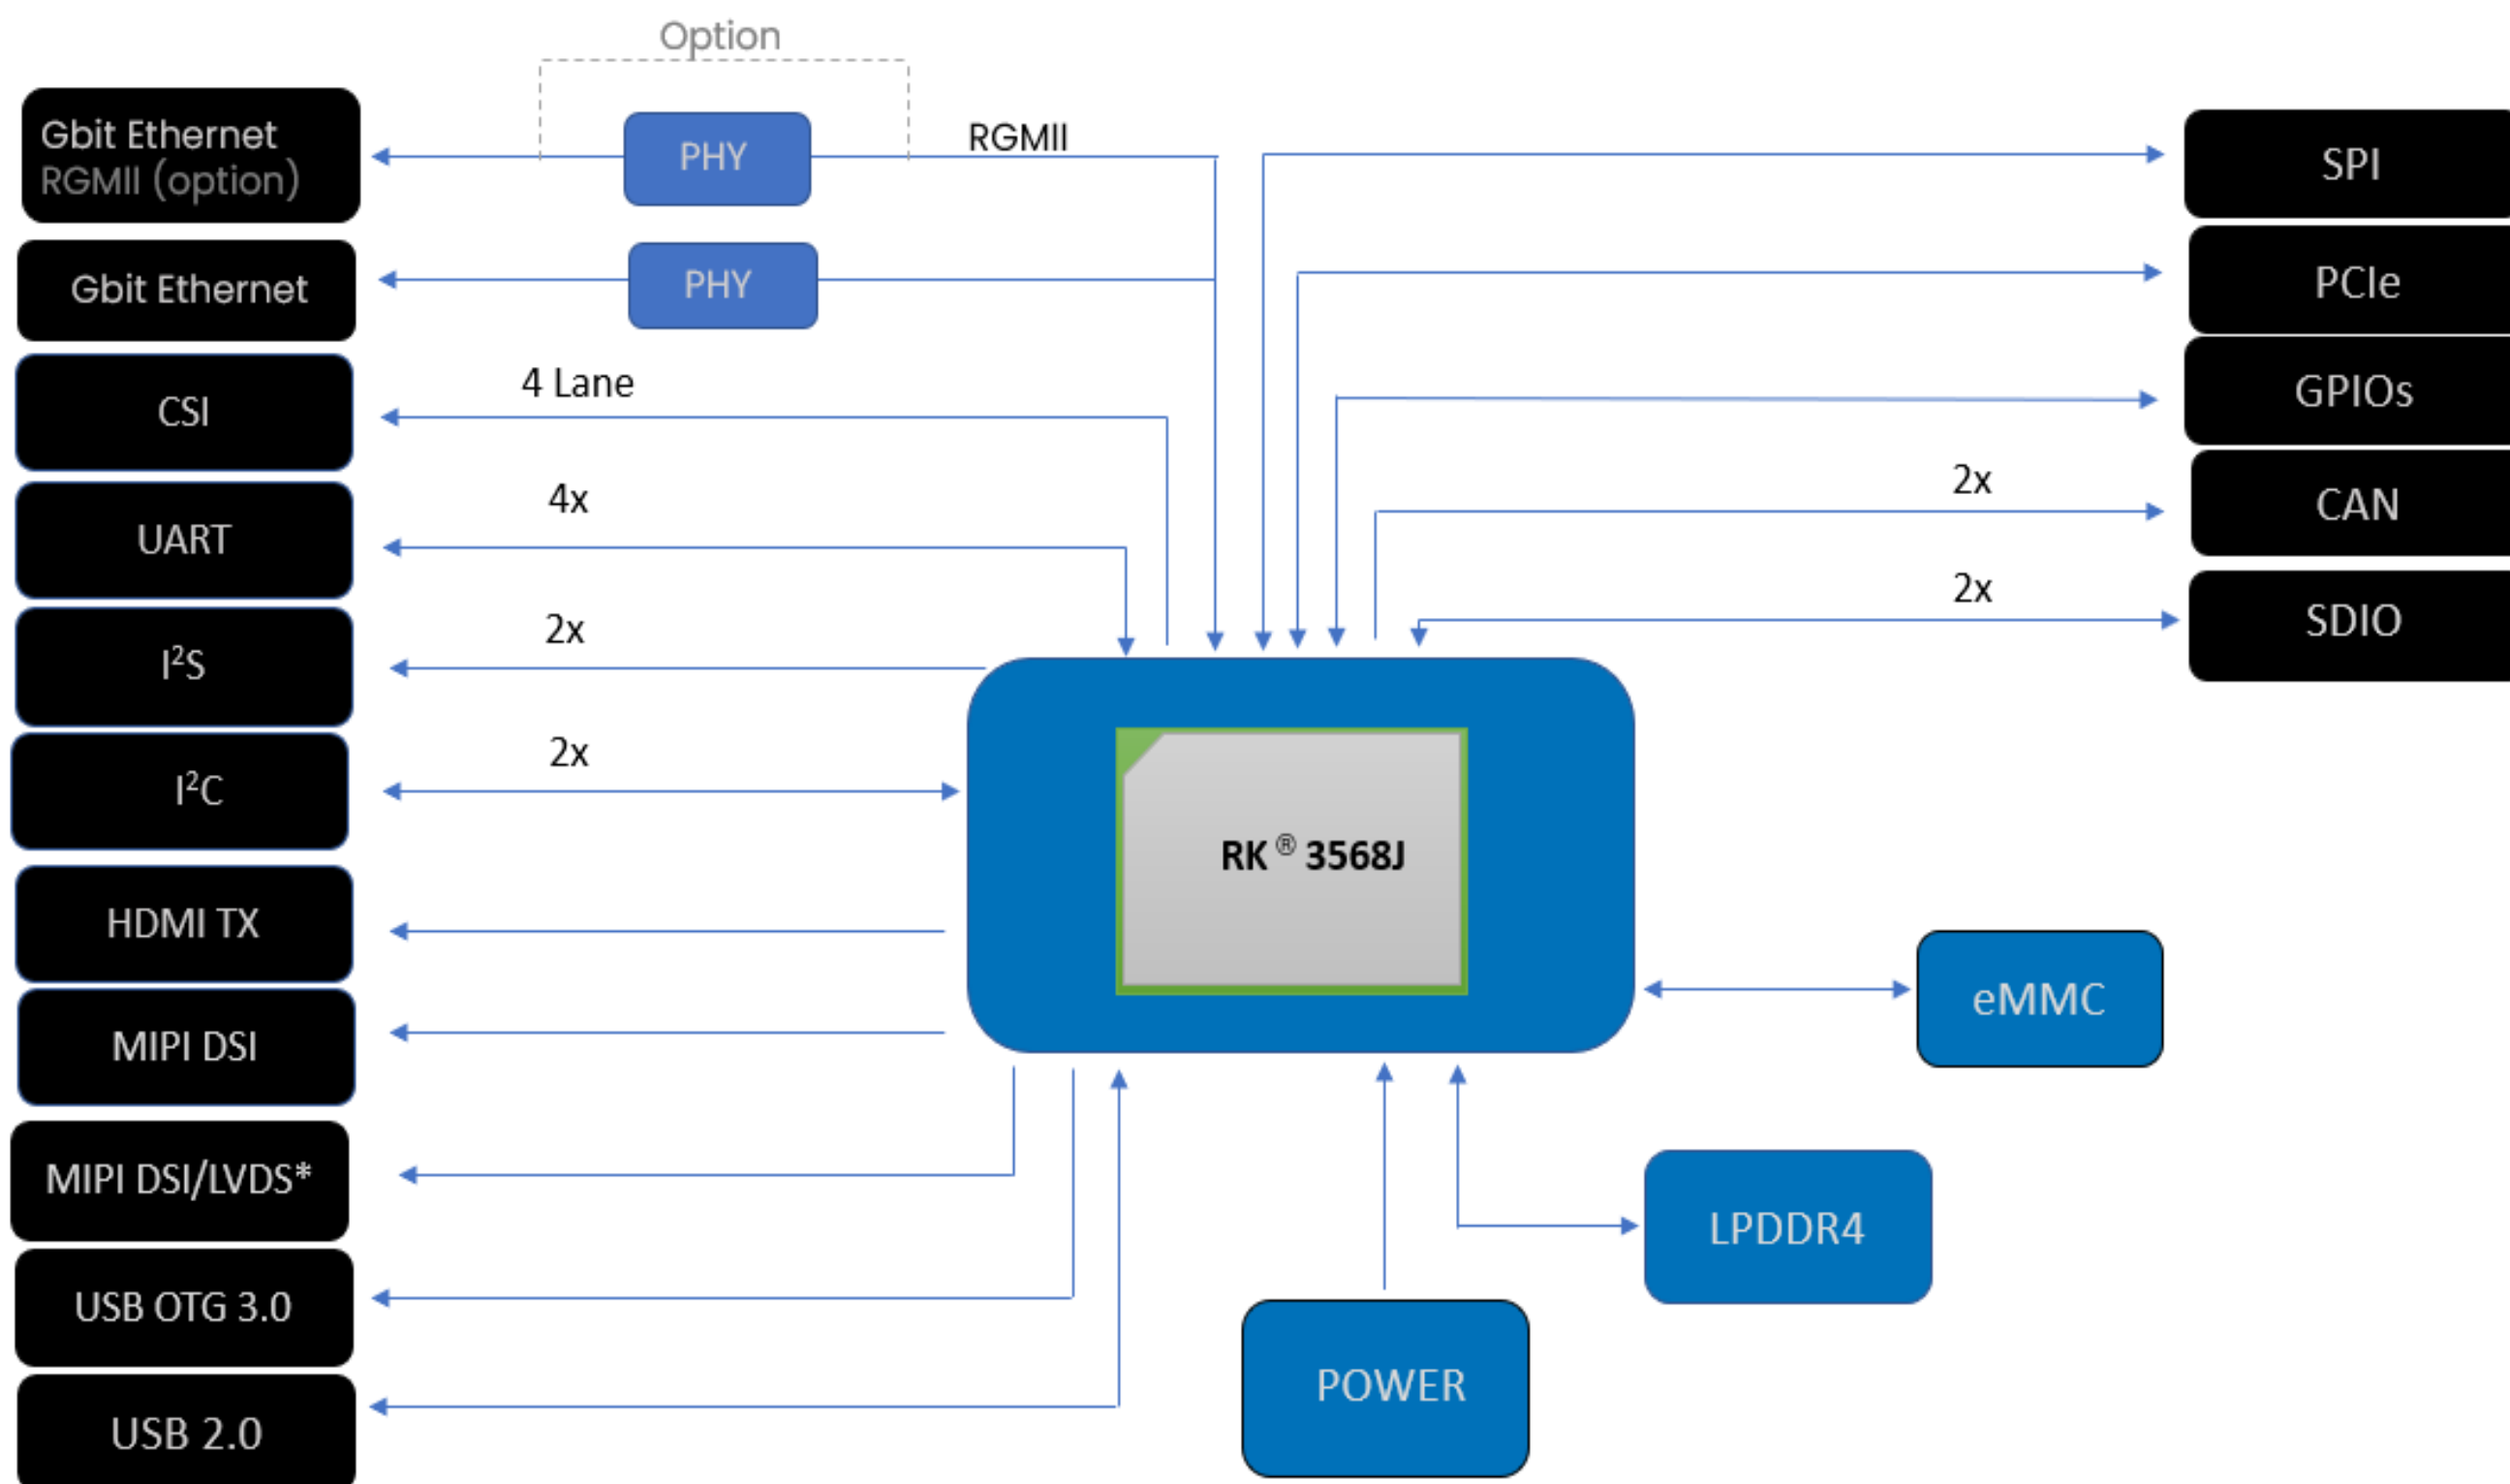 Option
Gbit Ethernet
RGMII (option)
PHY
RGMII
Gbit Ethernet
PHY
CSI
4 Lane
UART
4x
I²S
2x
I²C
2x
HDMI TX
MIPI DSI
MIPI DSI/LVDS*
USB OTG 3.0
USB 2.0
RK ® 3568J
SPI
PCIe
GPIOs
2x
CAN
2x
SDIO
eMMC
LPDDR4
POWER